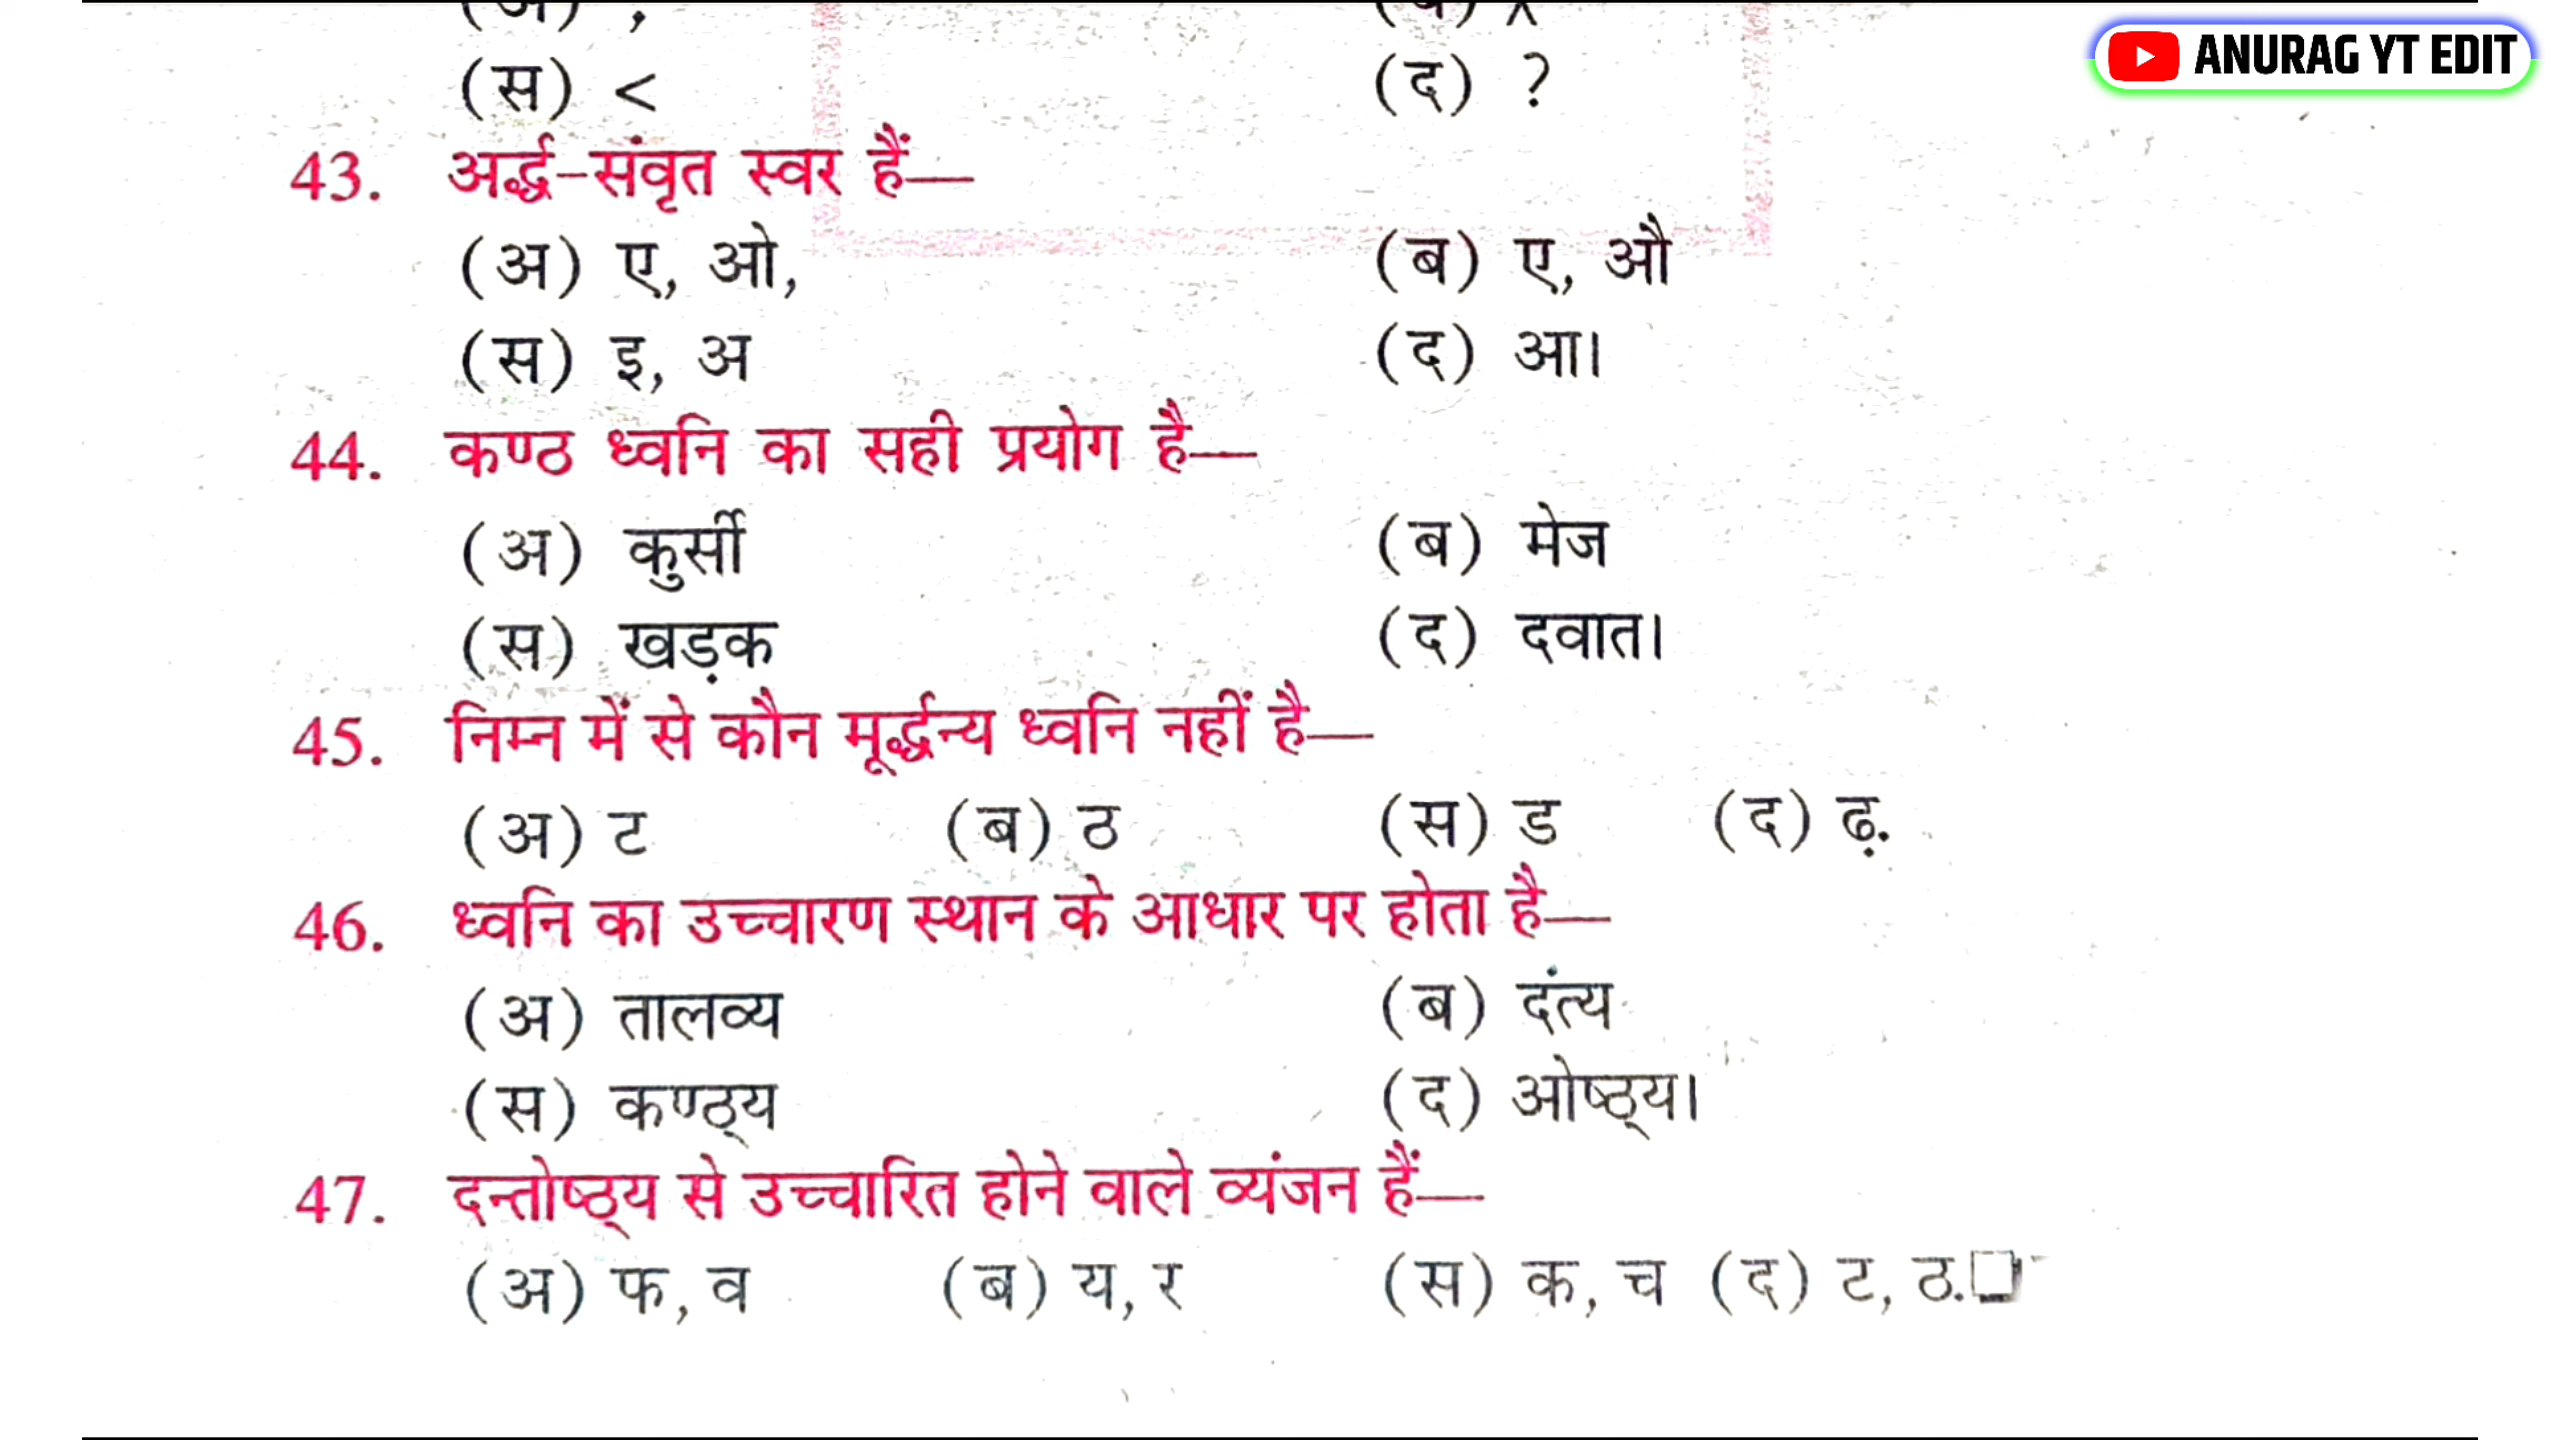 ANURAG YT EDIT
(स) < (द) ?
43. अर्द्ध-संवृत स्वर हैं—
(अ) ए, ओ, (ब) ए, औ
(स) इ, अ (द) आ।
44. कण्ठ ध्वनि का सही प्रयोग है—
(अ) कुर्सी (ब) मेज
(स) खड़क (द) दवात।
45. निम्न में से कौन मूर्द्धन्य ध्वनि नहीं है—
(अ) ट (ब) ठ (स) ड (द) ढ़.
46. ध्वनि का उच्चारण स्थान के आधार पर होता है—
(अ) तालव्य (ब) दंत्य
(स) कण्ठ्य (द) ओष्ठ्य।
47. दन्तोष्ठ्य से उच्चारित होने वाले व्यंजन हैं—
(अ) फ, व (ब) य, र (स) क, च (द) ट, ठ.